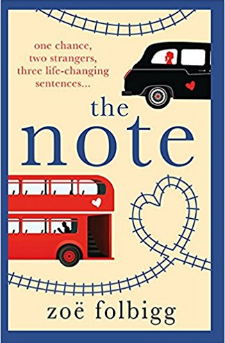 one chance,
two strangers,
three life-changing
sentences...
the
note
zoë folbigg